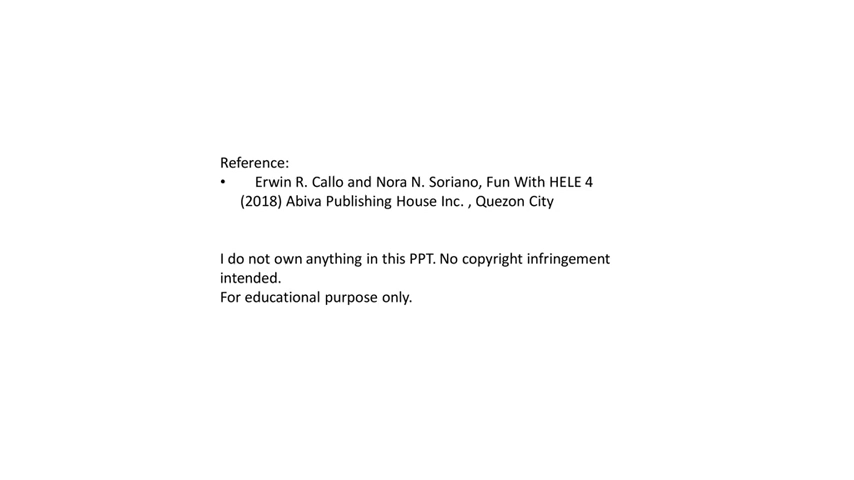 Reference:
• Erwin R. Callo and Nora N. Soriano, Fun With HELE 4
(2018) Abiva Publishing House Inc. , Quezon City
I do not own anything in this PPT. No copyright infringement
intended.
For educational purpose only.